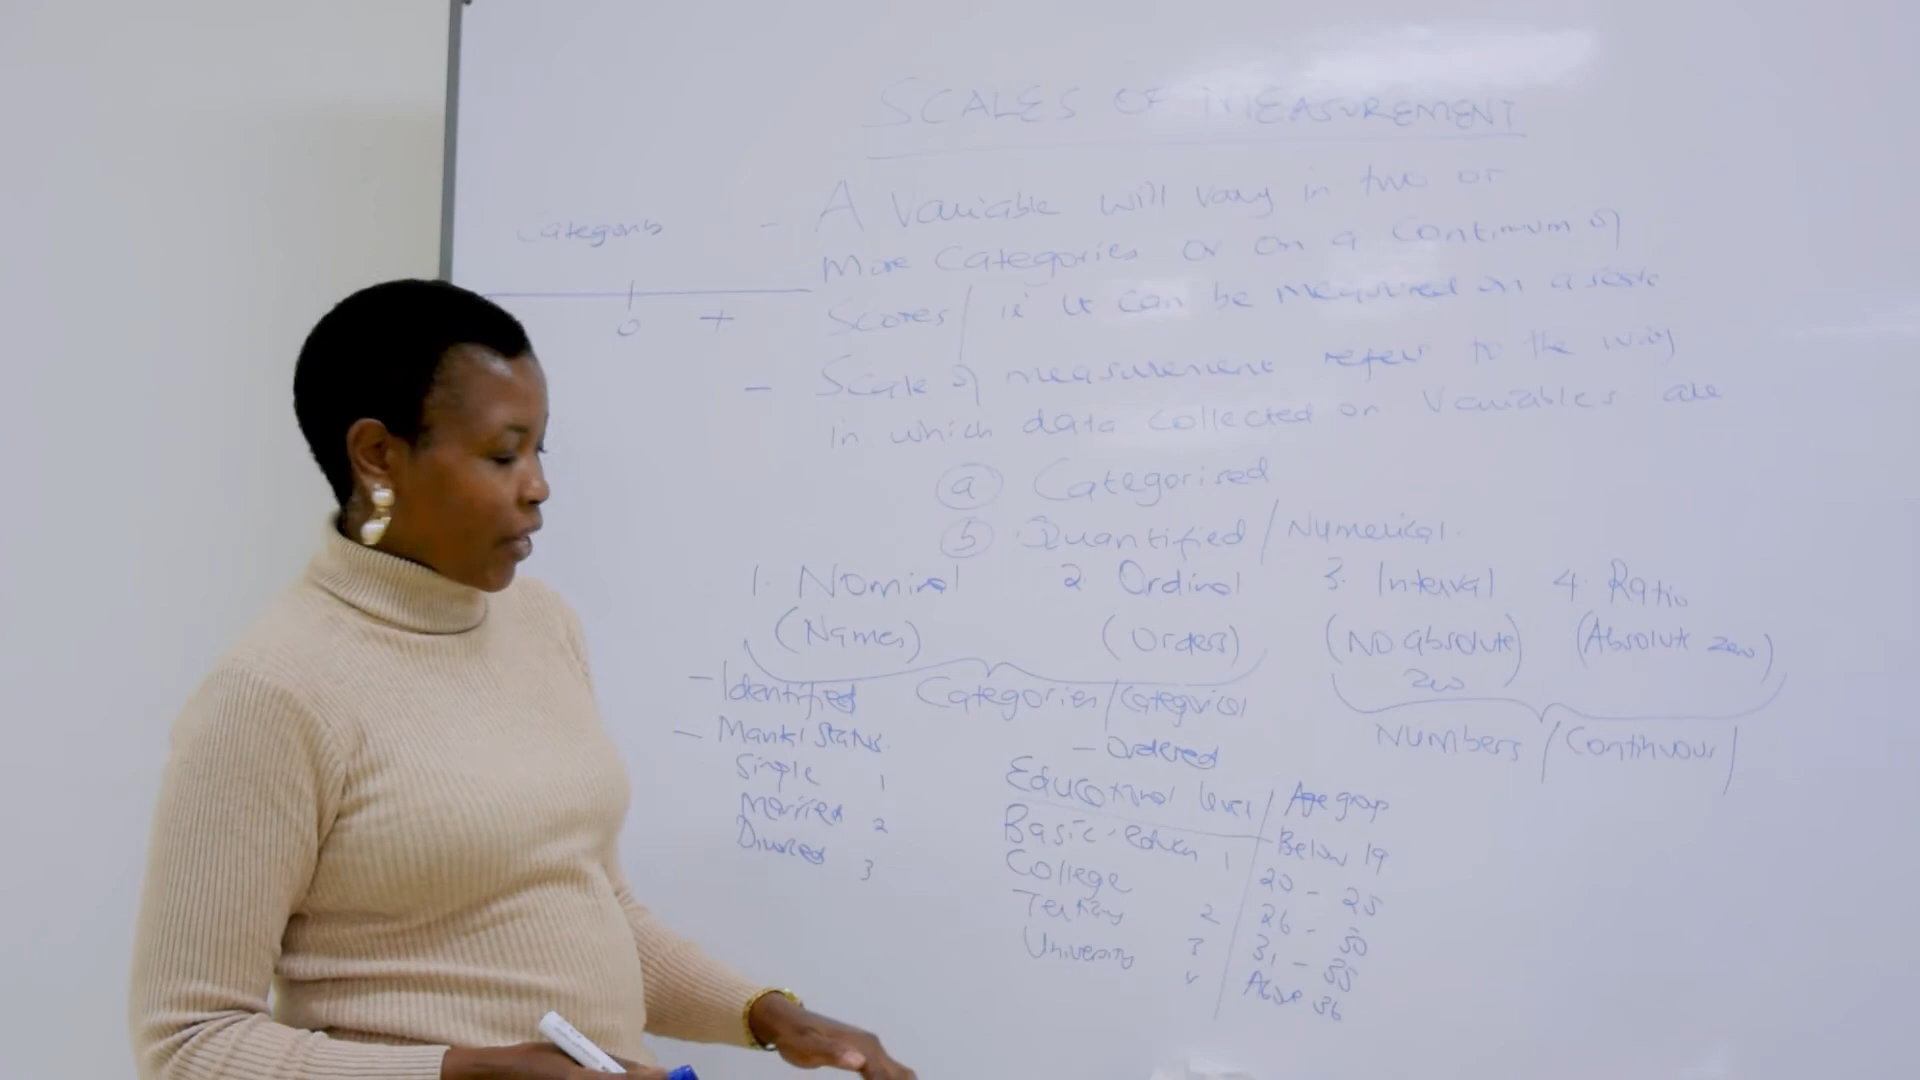 SCALES OF MEASUREMENT
Categoris
0 +
- A Variable will vary in two or
More Categories or on a Continuum of
Scores / ie it can be measured on a scale
- Scale of measurement refer to the way
in which data collected on Variables are
(a) Categorised
(b) Quantified / Numerical.
1. Nominal 2 Ordinal 3. Interval 4 Ratio
(Names) (Orders) (NO absolute Zero) (Absolute zero)
- Identified Categories/Categorical
Numbers / Continuous /
- Marital Status.
Single 1
Married 2
Divorced 3
- Ordered
Educational level / Age group
Basic educn 1 Below 19
College 20 - 25
Tertiary 2 26 - 30
University 3 31 - 35
4 Above 36